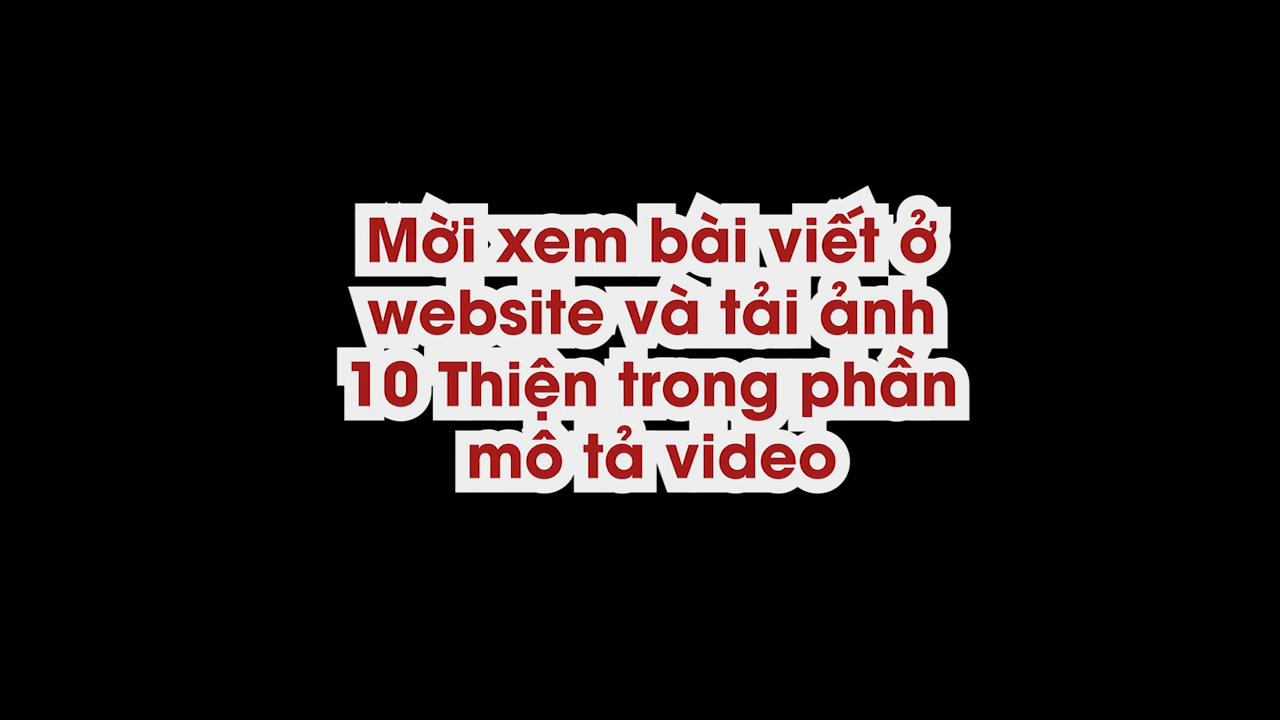 Mời xem bài viết ở
website và tải ảnh
10 Thiện trong phần
mô tả video